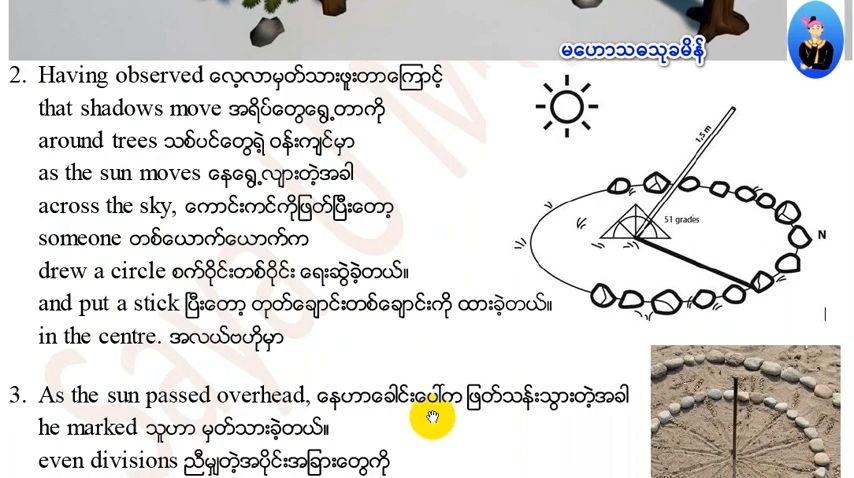 မဟောသဓသုခမိန်
2. Having observed လေ့လာမှတ်သားဖူးတာကြောင့်
that shadows move အရိပ်တွေရွေ့တာကို
around trees သစ်ပင်တွေရဲ့ ဝန်းကျင်မှာ
as the sun moves နေရွေ့လျားတဲ့အခါ
across the sky, ကောင်းကင်ကိုဖြတ်ပြီးတော့
someone တစ်ယောက်ယောက်က
drew a circle စက်ဝိုင်းတစ်ဝိုင်း ရေးဆွဲခဲ့တယ်။
and put a stick ပြီးတော့ တုတ်ချောင်းတစ်ချောင်းကို ထားခဲ့တယ်။
in the centre. အလယ်ဗဟိုမှာ
1,5 m
51 grades
N
3. As the sun passed overhead, နေဟာခေါင်းပေါ်က ဖြတ်သန်းသွားတဲ့အခါ
he marked သူဟာ မှတ်သားခဲ့တယ်။
even divisions ညီမျှတဲ့အပိုင်းအခြားတွေကို